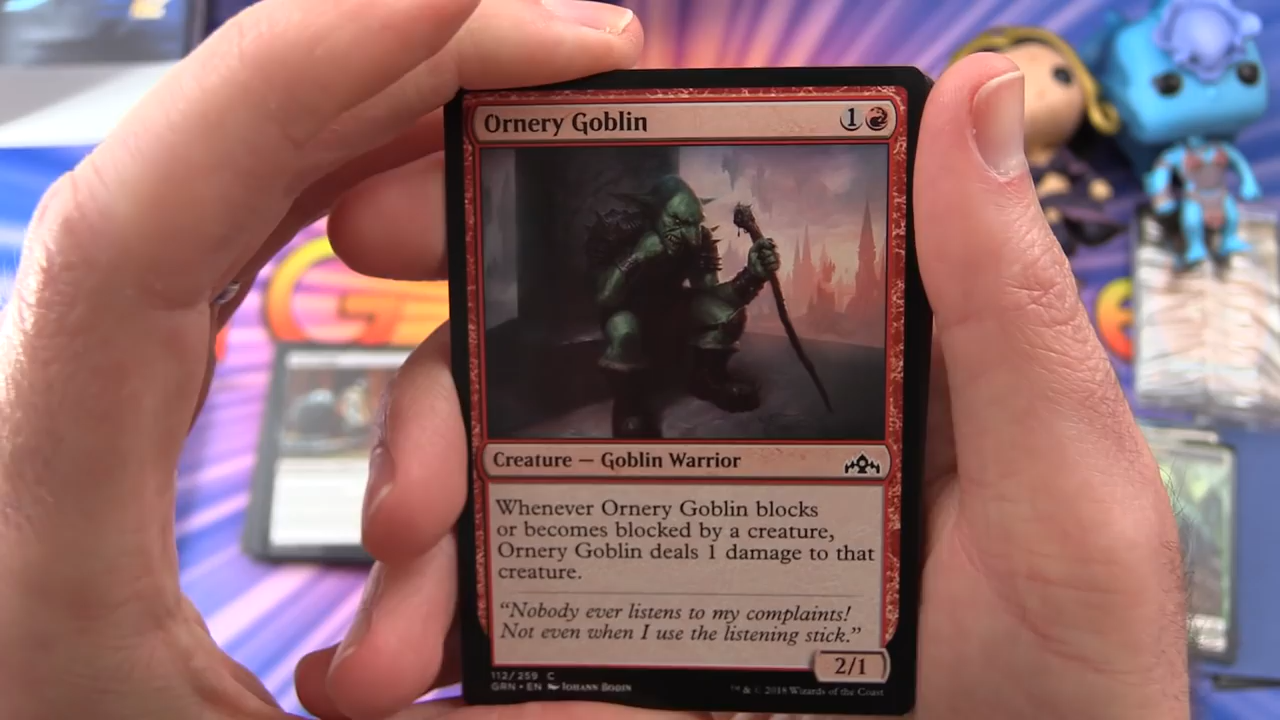 Ornery Goblin
1
Creature — Goblin Warrior
Whenever Ornery Goblin blocks
or becomes blocked by a creature,
Ornery Goblin deals 1 damage to that
creature.
“Nobody ever listens to my complaints!
Not even when I use the listening stick.”
2/1
112/259 C
GRN • EN Johann Bodin
™ & © 2018 Wizards of the Coast